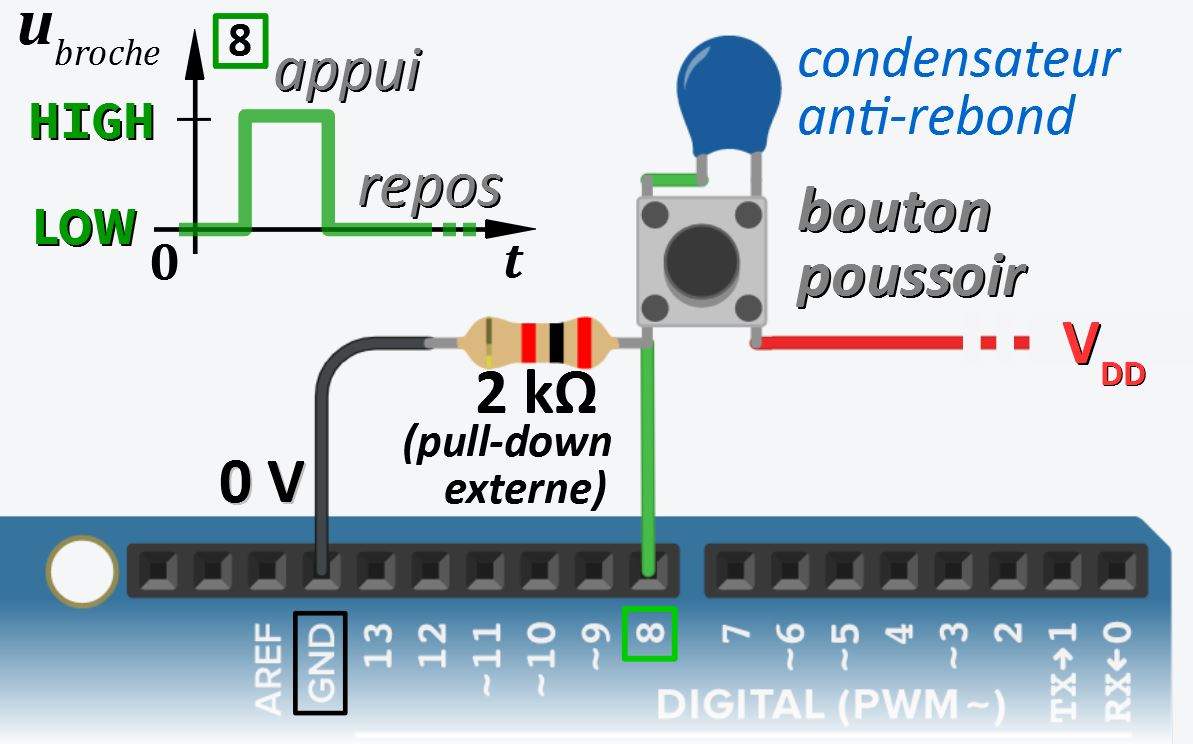 u broche
8
appui
HIGH
repos
LOW
0
t
condensateur
anti-rebond
bouton
poussoir
V DD
2 kΩ
(pull-down
externe)
0 V
AREF
GND
13
12
~11
~10
~9
8
7
~6
~5
4
~3
2
TX→1
RX←0
DIGITAL (PWM~)